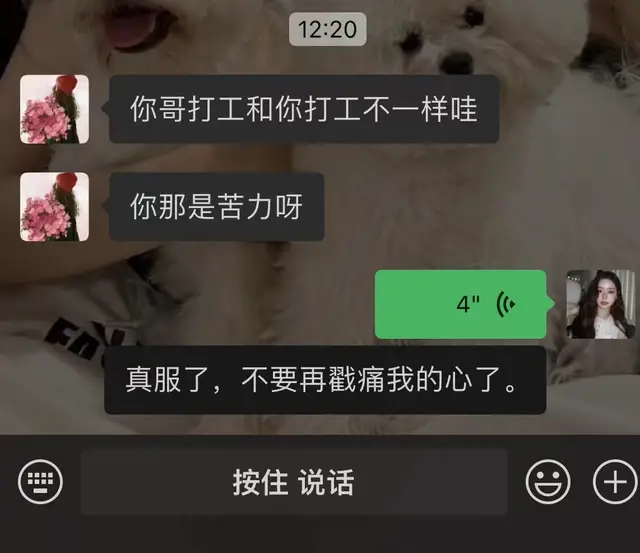 12:20
你哥打工和你打工不一样哇
你那是苦力呀
4"
真服了，不要再戳痛我的心了。
按住 说话